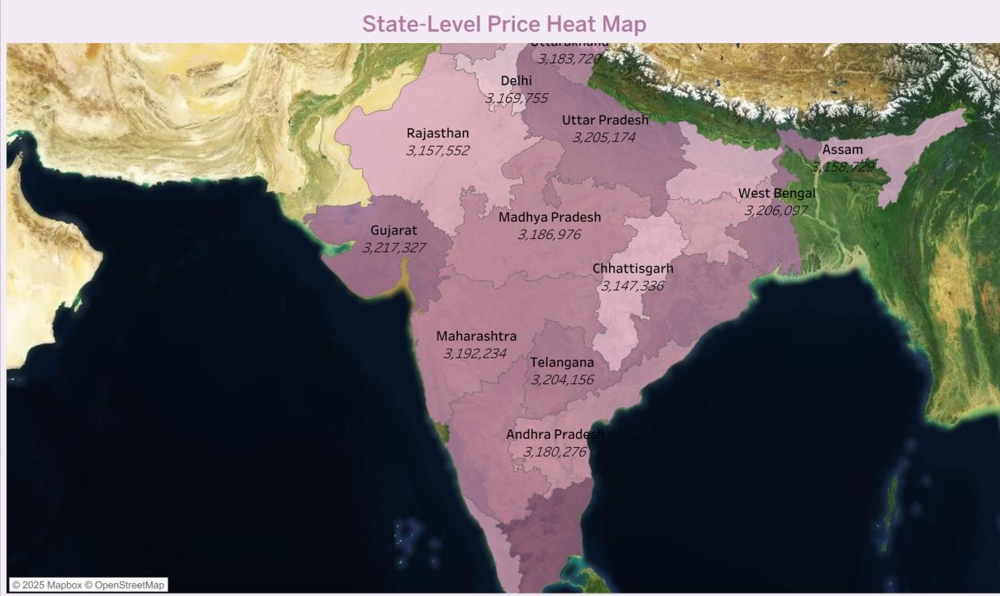 State-Level Price Heat Map
Uttarakhand
3,183,720
Delhi
3,169,755
Uttar Pradesh
3,205,174
Rajasthan
3,157,552
Assam
3,158,729
West Bengal
3,206,097
Madhya Pradesh
3,186,976
Gujarat
3,217,327
Chhattisgarh
3,147,336
Maharashtra
3,192,234
Telangana
3,204,156
Andhra Pradesh
3,180,276
© 2025 Mapbox © OpenStreetMap